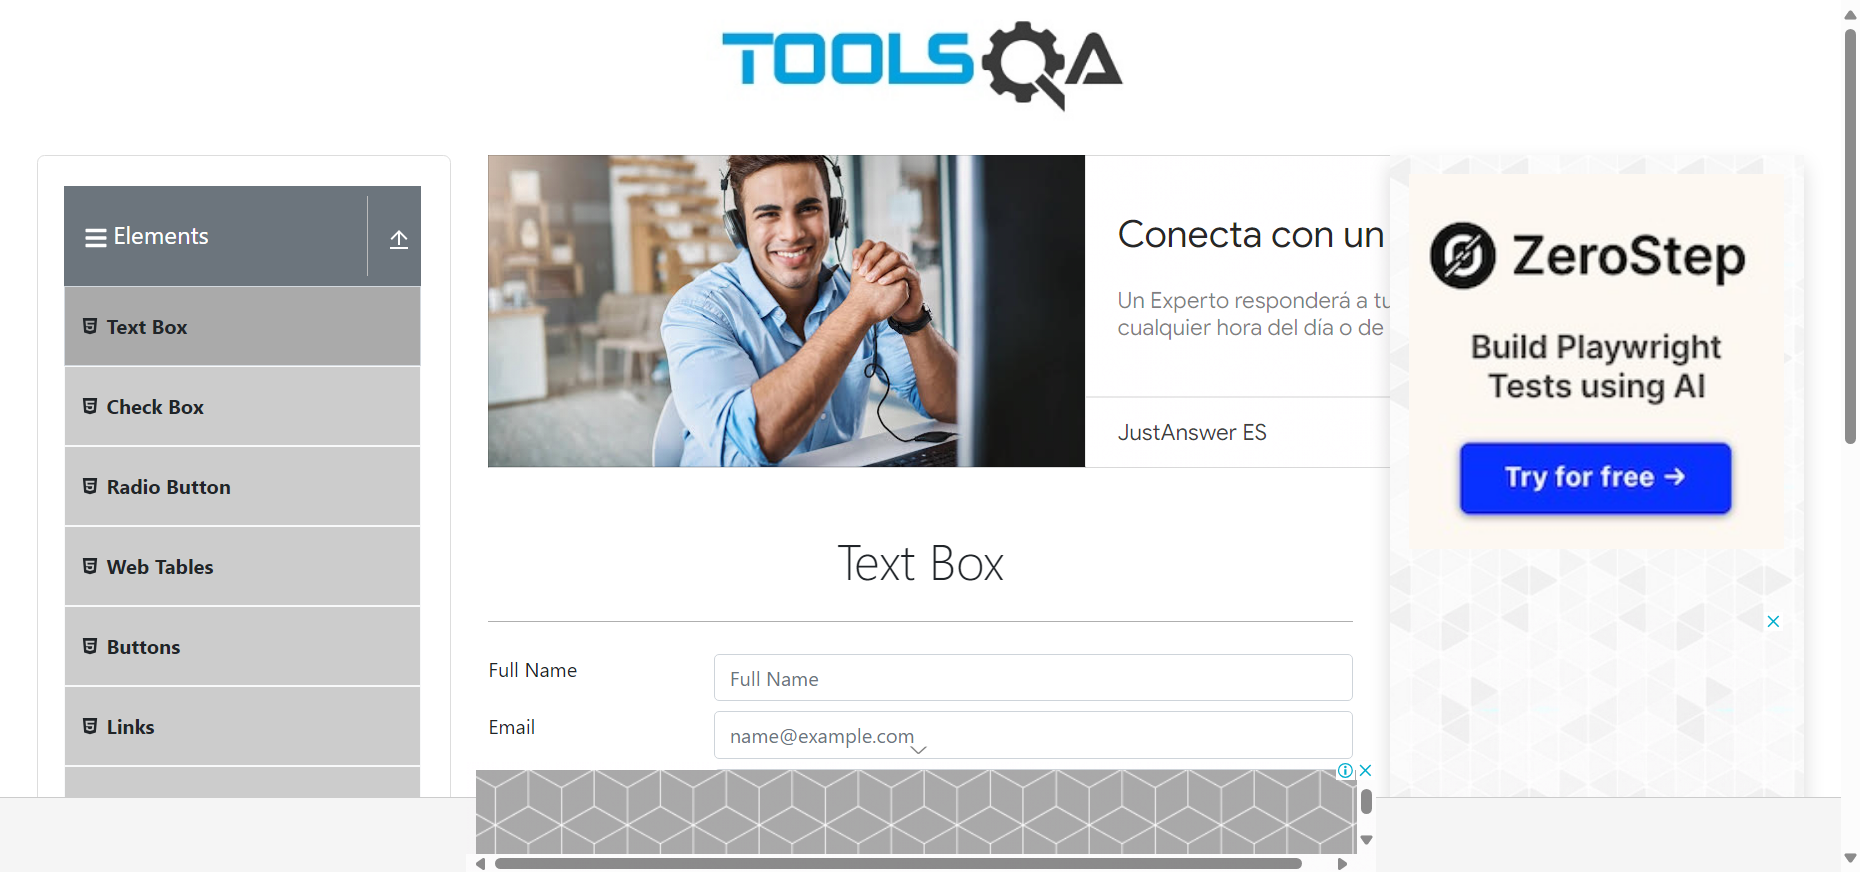 TOOLSQA
Elements
Text Box
Check Box
Radio Button
Web Tables
Buttons
Links
Conecta con un
Un Experto responderá a tu
cualquier hora del día o de
JustAnswer ES
Text Box
Full Name
Full Name
Email
name@example.com
ZeroStep
Build Playwright
Tests using AI
Try for free →